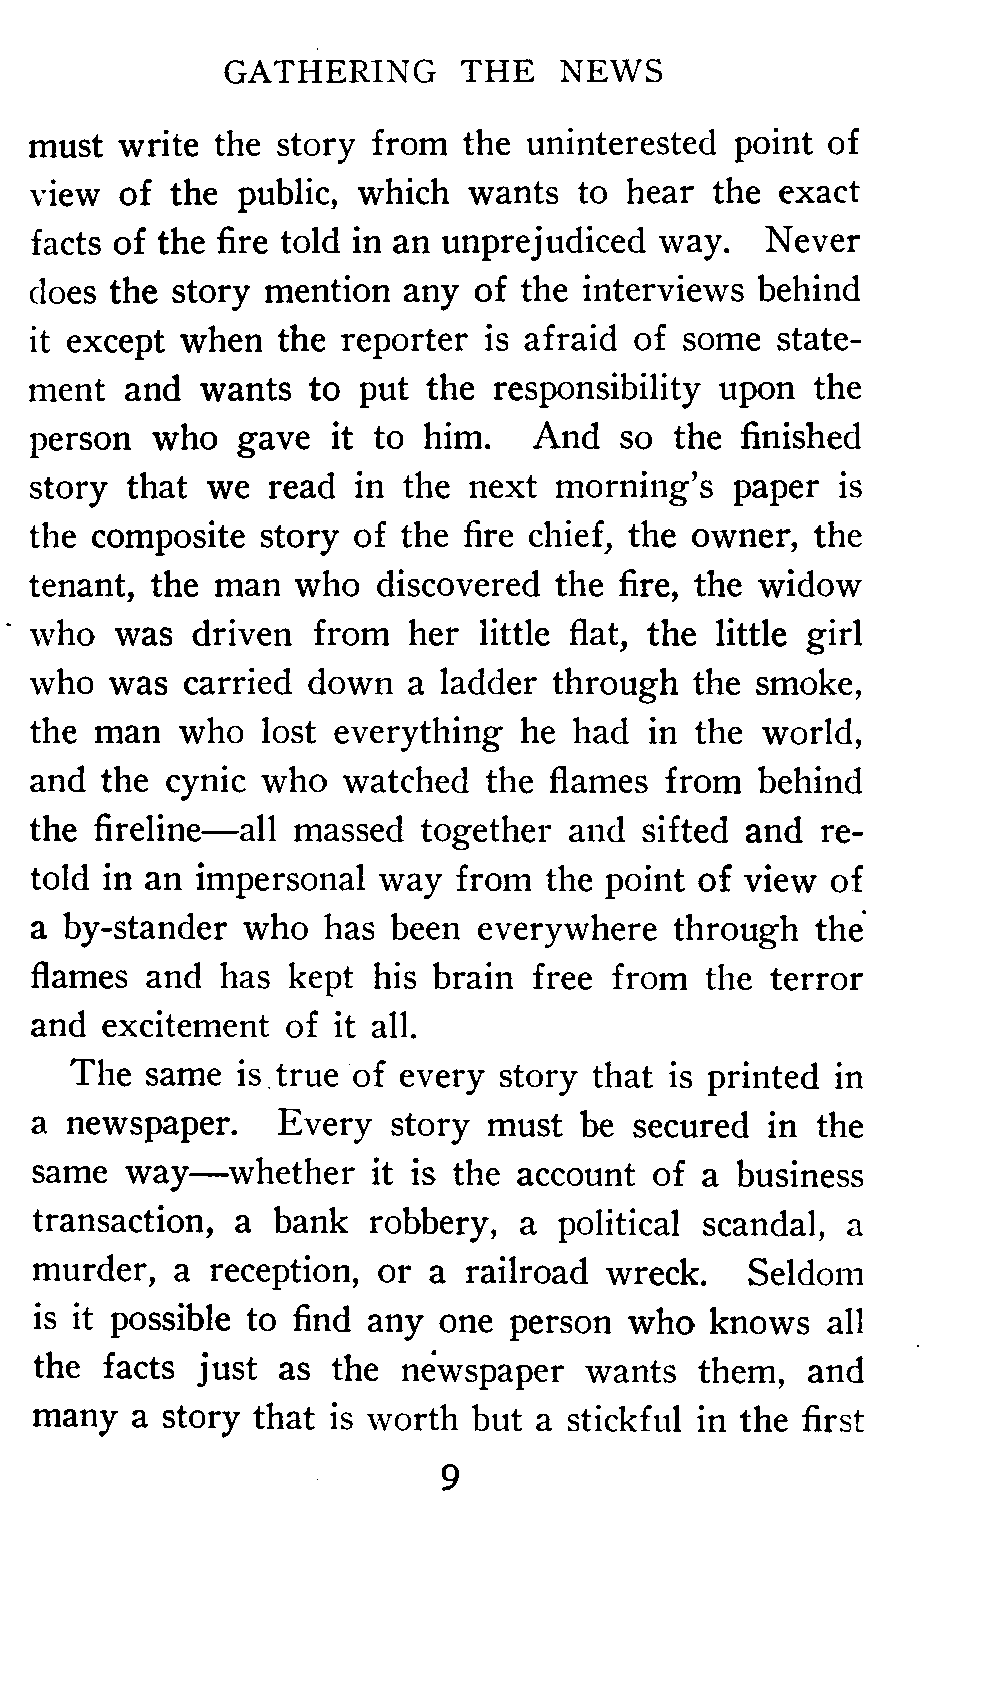 GATHERING THE NEWS
must write the story from the uninterested point of
view of the public, which wants to hear the exact
facts of the fire told in an unprejudiced way. Never
does the story mention any of the interviews behind
it except when the reporter is afraid of some state-
ment and wants to put the responsibility upon the
person who gave it to him. And so the finished
story that we read in the next morning's paper is
the composite story of the fire chief, the owner, the
tenant, the man who discovered the fire, the widow
who was driven from her little flat, the little girl
who was carried down a ladder through the smoke,
the man who lost everything he had in the world,
and the cynic who watched the flames from behind
the fireline—all massed together and sifted and re-
told in an impersonal way from the point of view of
a by-stander who has been everywhere through the
flames and has kept his brain free from the terror
and excitement of it all.
The same is true of every story that is printed in
a newspaper. Every story must be secured in the
same way—whether it is the account of a business
transaction, a bank robbery, a political scandal, a
murder, a reception, or a railroad wreck. Seldom
is it possible to find any one person who knows all
the facts just as the newspaper wants them, and
many a story that is worth but a stickful in the first
9